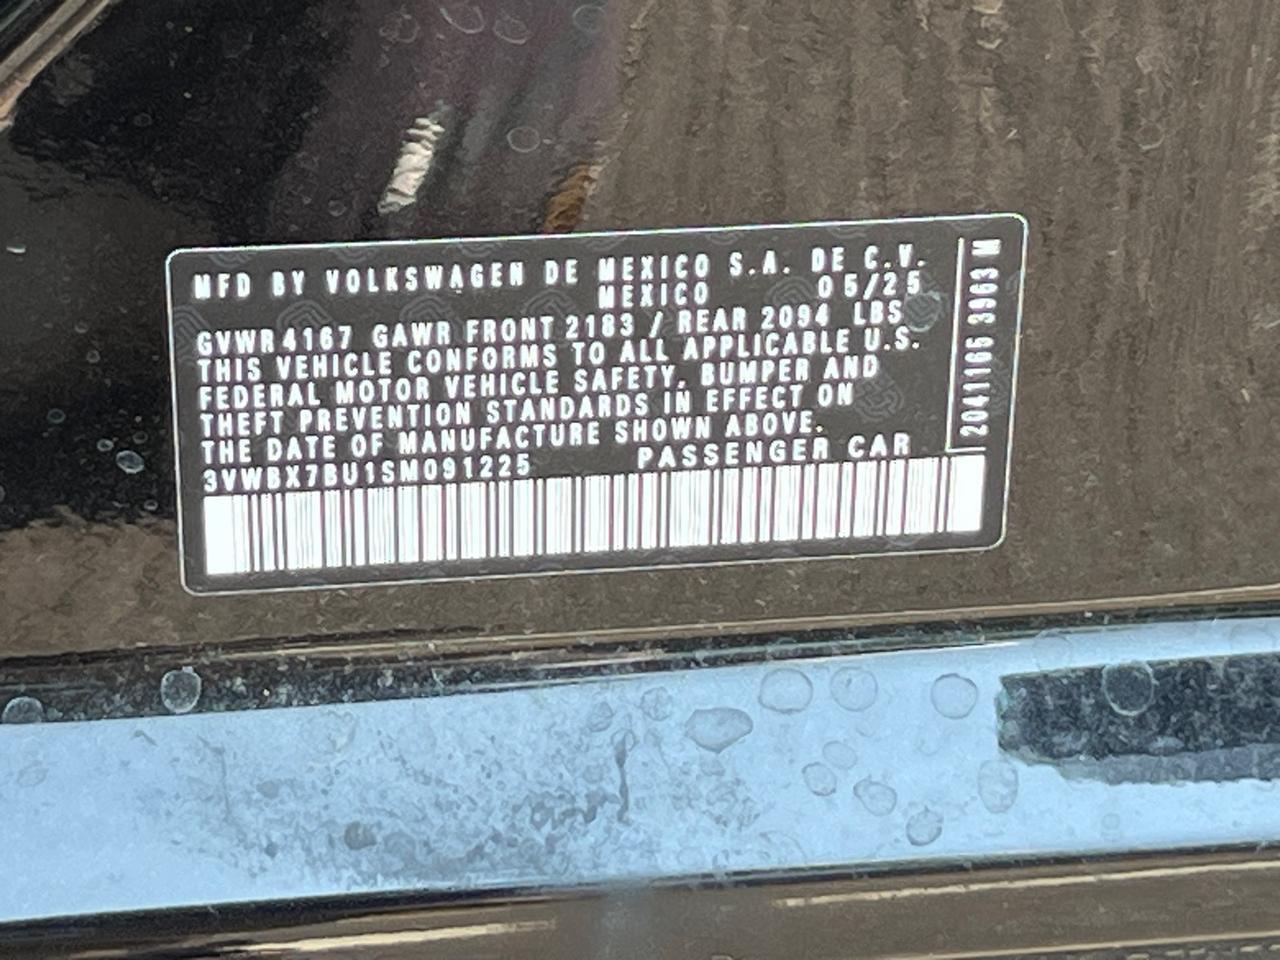 MFD BY VOLKSWAGEN DE MEXICO S.A. DE C.V.
MEXICO 05/25
GVWR 4167 GAWR FRONT 2183 / REAR 2094 LBS
THIS VEHICLE CONFORMS TO ALL APPLICABLE U.S.
FEDERAL MOTOR VEHICLE SAFETY, BUMPER AND
THEFT PREVENTION STANDARDS IN EFFECT ON
THE DATE OF MANUFACTURE SHOWN ABOVE.
3VWBX7BU1SM091225 PASSENGER CAR
2041165 3963 M